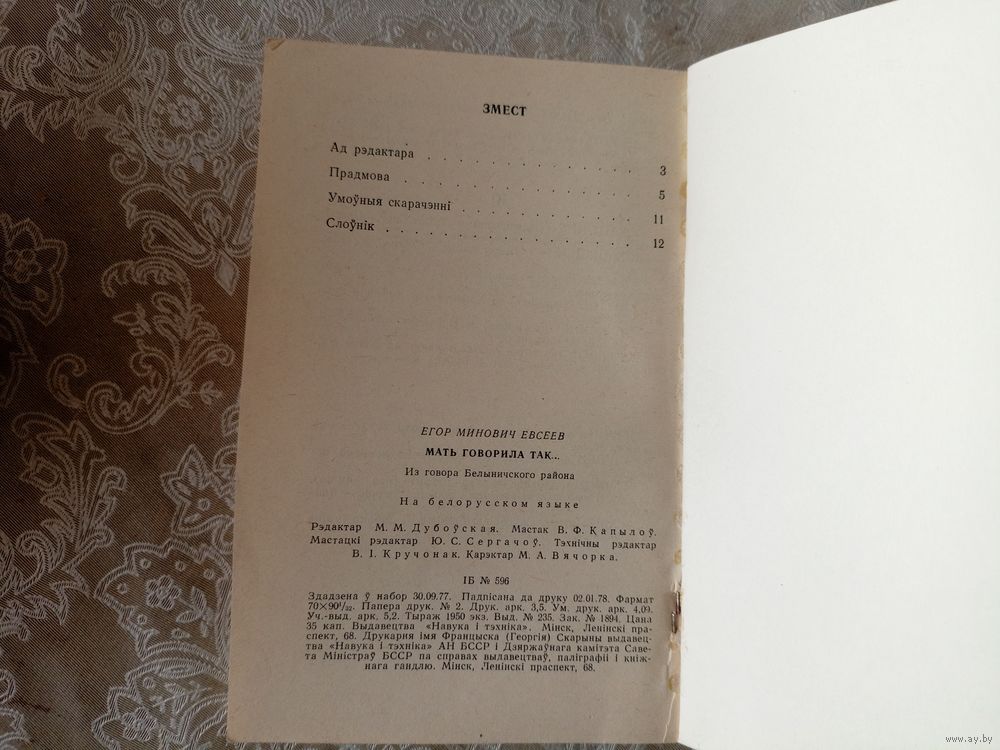 ЗМЕСТ
Ад рэдактара . . . . . . . . . . . . . 3
Прадмова . . . . . . . . . . . . . . 5
Умоўныя скарачэнні . . . . . . . . . . . 11
Слоўнік . . . . . . . . . . . . . . . 12
ЕГОР МИНОВИЧ ЕВСЕЕВ
МАТЬ ГОВОРИЛА ТАК...
Из говора Белыничского района
На белорусском языке
Рэдактар М. М. Дубоўская. Мастак В. Ф. Капылоў.
Мастацкі рэдактар Ю. С. Сергачоў. Тэхнічны рэдактар
В. І. Кручонак. Карэктар М. А. Вячорка.
ІБ № 596
Здадзена ў набор 30.09.77. Падпісана да друку 02.01.78. Фармат
70×90¹/₃₂. Папера друк. № 2. Друк. арк. 3,5. Ум. друк. арк. 4,09.
Уч.-выд. арк. 5,2. Тыраж 1950 экз. Выд. № 235. Зак. № 1894. Цана
35 кап. Выдавецтва «Навука і тэхніка». Мінск, Ленінскі пра-
спект, 68. Друкарня імя Францыска (Георгія) Скарыны выдавец-
тва «Навука і тэхніка» АН БССР і Дзяржаўнага камітэта Саве-
та Міністраў БССР па справах выдавецтваў, паліграфіі і кніж-
нага гандлю. Мінск, Ленінскі праспект, 68.
www.ay.by